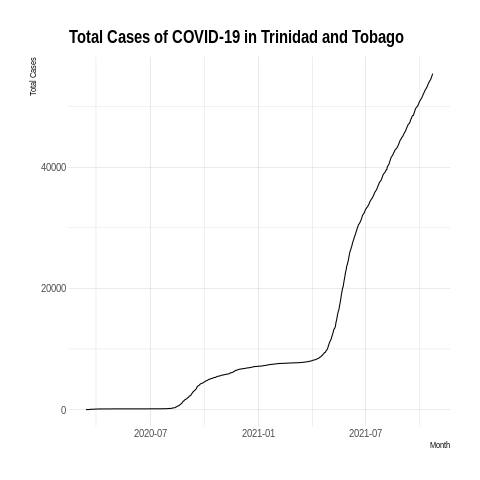 Total Cases of COVID-19 in Trinidad and Tobago
Total Cases
40000
20000
0
2020-07
2021-01
2021-07
Month